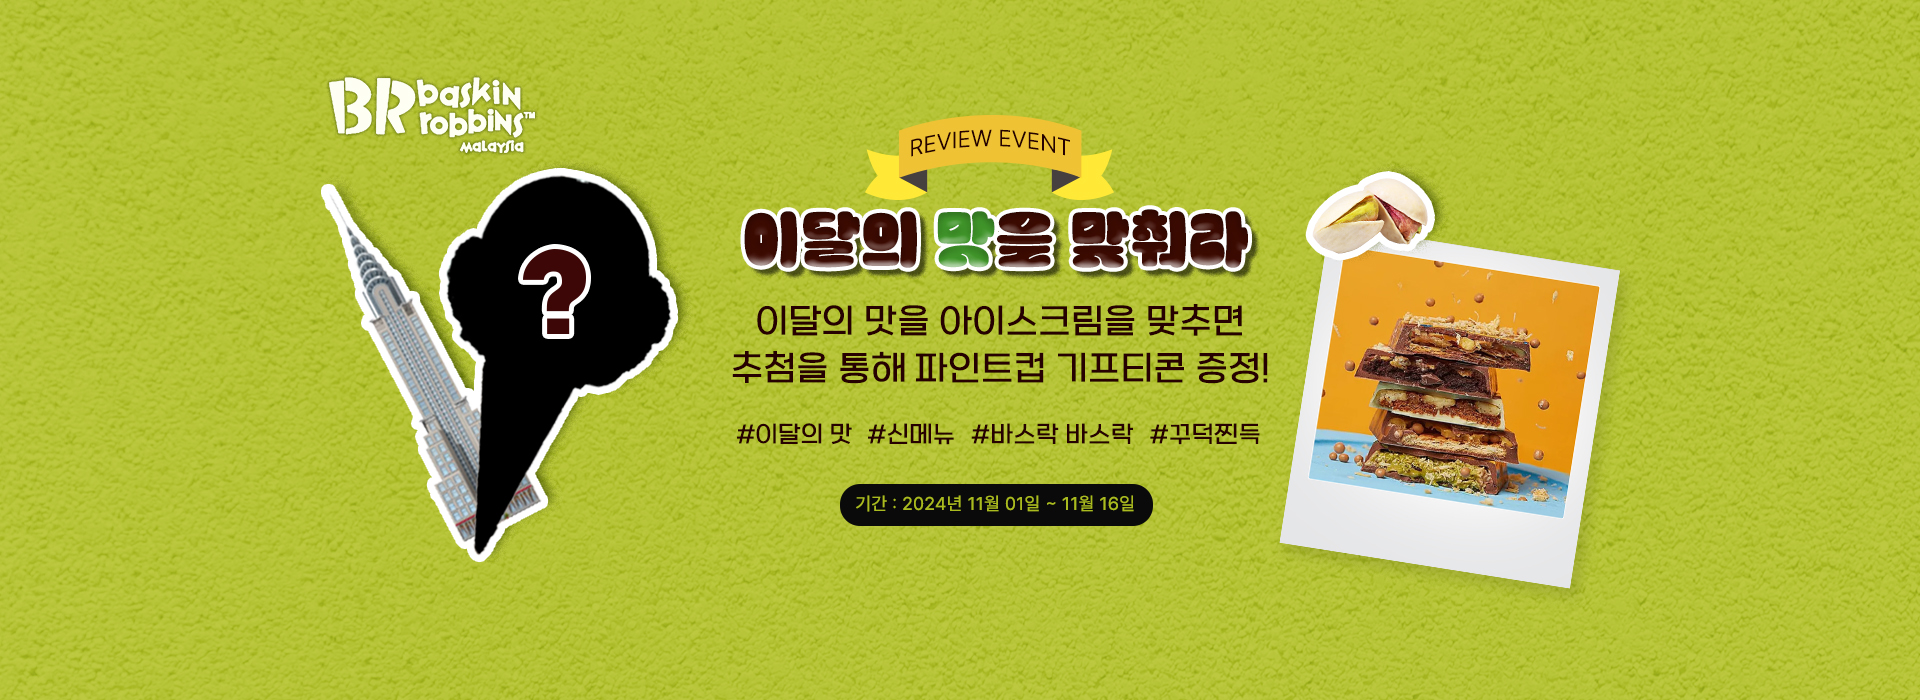 BR baskin robbins™
malaysia
REVIEW EVENT
이달의 맛을 맞춰라
?
이달의 맛을 아이스크림을 맞추면
추첨을 통해 파인트컵 기프티콘 증정!
#이달의 맛 #신메뉴 #바스락 바스락 #꾸덕찐득
기간 : 2024년 11월 01일 ~ 11월 16일